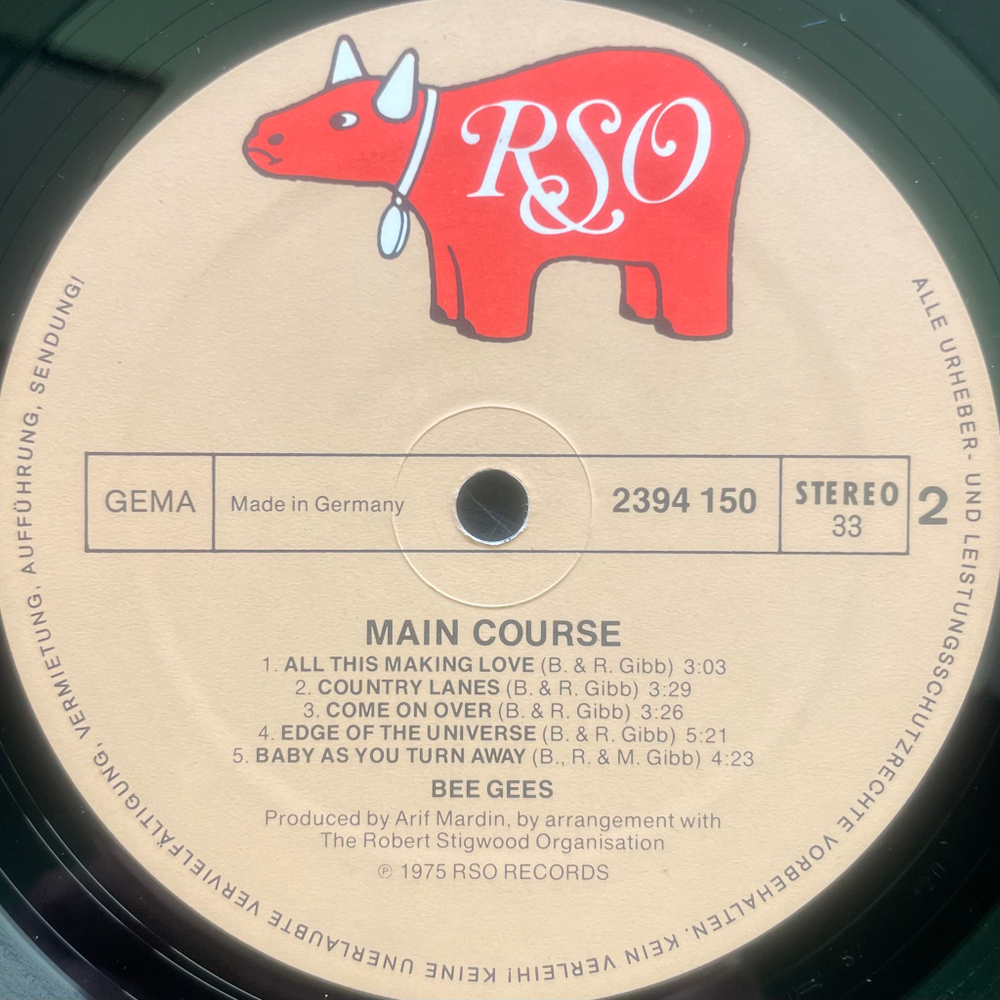 RSO
GEMA
Made in Germany
2394 150
STEREO
33
2
MAIN COURSE
1. ALL THIS MAKING LOVE (B. & R. Gibb) 3:03
2. COUNTRY LANES (B. & R. Gibb) 3:29
3. COME ON OVER (B. & R. Gibb) 3:26
4. EDGE OF THE UNIVERSE (B. & R. Gibb) 5:21
5. BABY AS YOU TURN AWAY (B., R. & M. Gibb) 4:23
BEE GEES
Produced by Arif Mardin, by arrangement with
The Robert Stigwood Organisation
℗ 1975 RSO RECORDS
ALLE URHEBER- UND LEISTUNGSSCHUTZRECHTE VORBEHALTEN. KEIN VERLEIH! KEINE UNERLAUBTE VERVIELFÄLTIGUNG, VERMIETUNG, AUFFÜHRUNG, SENDUNG!